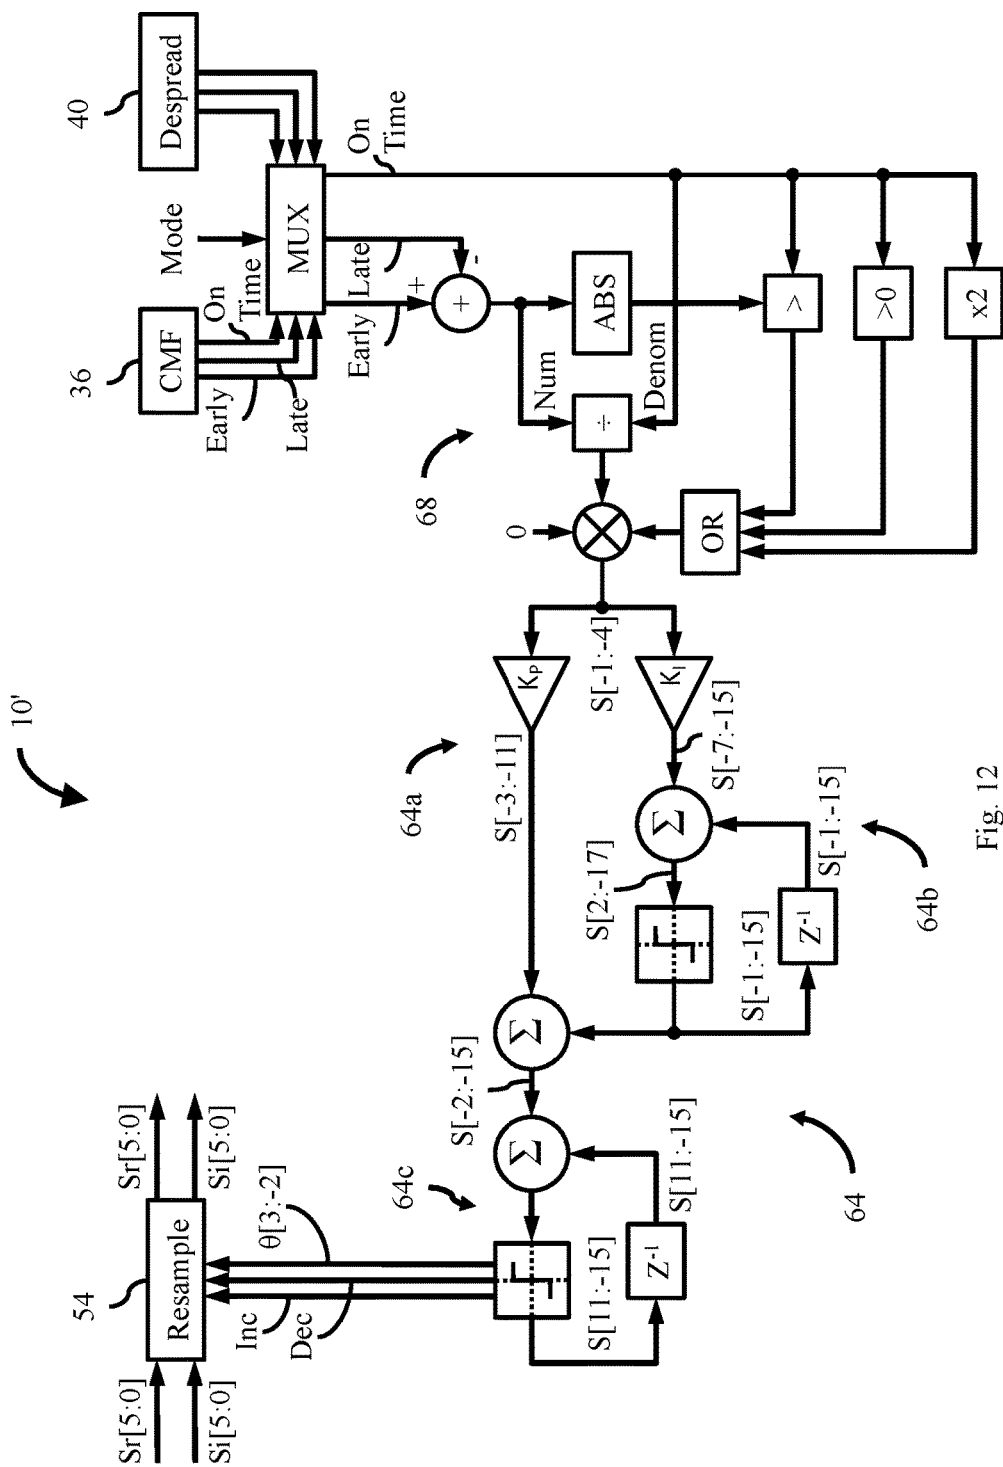 10'
54
Resample
Sr[5:0]
Si[5:0]
Sr[5:0]
Si[5:0]
Inc
Dec
θ[3:-2]
64c
S[11:-15]
Z-1
S[11:-15]
Σ
S[-2:-15]
Σ
64
S[-3:-11]
64a
KP
S[-1:-4]
KI
S[-7:-15]
Σ
S[2:-17]
S[-1:-15]
Z-1
S[-1:-15]
64b
36
CMF
Early
Late
On
Time
Mode
40
Despread
MUX
On
Time
Early
Late
+
-
+
68
Num
Denom
÷
ABS
0
OR
>
>0
x2
Fig. 12